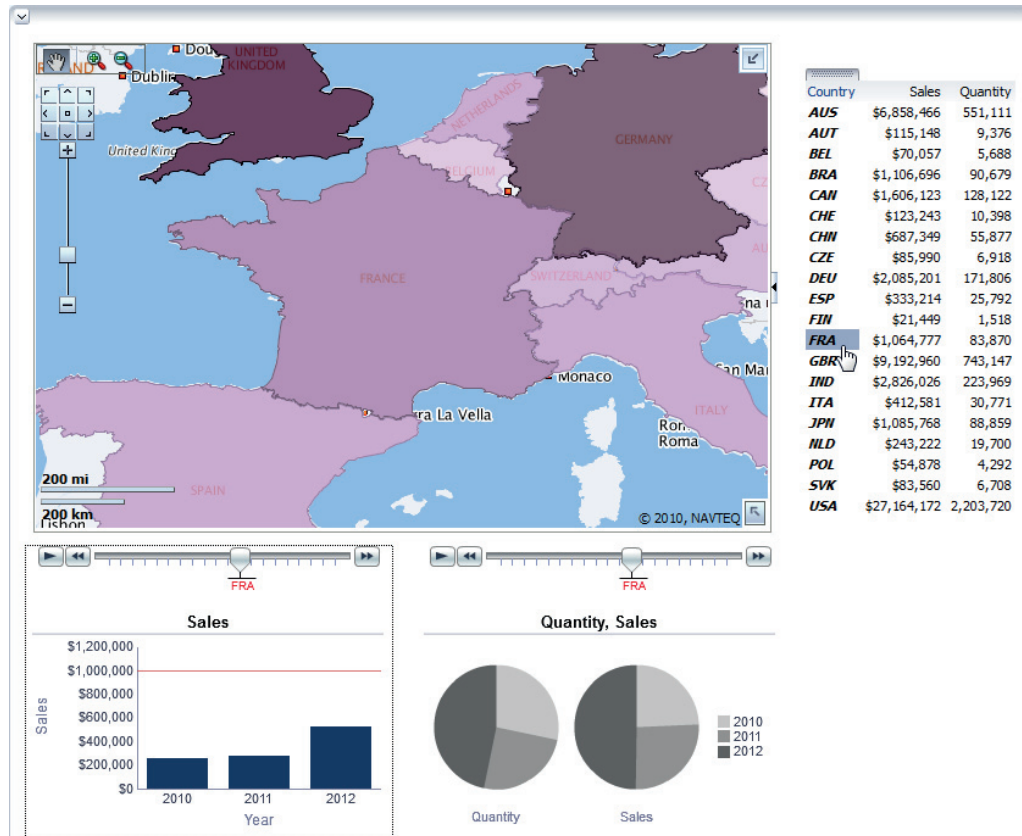 UNITED
KINGDOM
Dublin
NETHERLANDS
GERMANY
United King
BELGIUM
FRANCE
SWITZERLAND
Monaco
San Mar
ra La Vella
ITALY
Roma
200 mi
SPAIN
200 km
Lisbon
© 2010, NAVTEQ
Country Sales Quantity
AUS $6,858,466 551,111
AUT $115,148 9,376
BEL $70,057 5,688
BRA $1,106,696 90,679
CAN $1,606,123 128,122
CHE $123,243 10,398
CHN $687,349 55,877
CZE $85,990 6,918
DEU $2,085,201 171,806
ESP $333,214 25,792
FIN $21,449 1,518
FRA $1,064,777 83,870
GBR $9,192,960 743,147
IND $2,826,026 223,969
ITA $412,581 30,771
JPN $1,085,768 88,859
NLD $243,222 19,700
POL $54,878 4,292
SVK $83,560 6,708
USA $27,164,172 2,203,720
FRA
Sales
$1,200,000
$1,000,000
$800,000
$600,000
$400,000
$200,000
$0
Sales
2010 2011 2012
Year
FRA
Quantity, Sales
2010
2011
2012
Quantity Sales